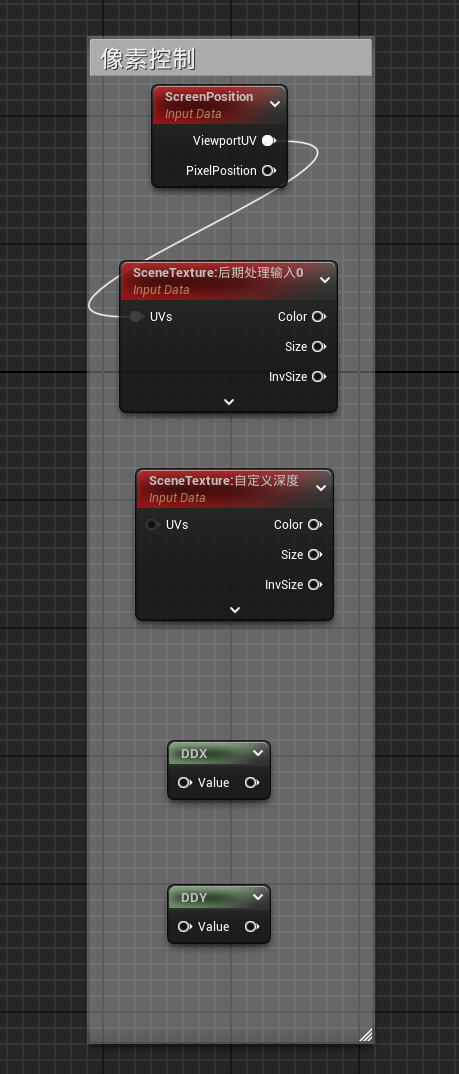 像素控制
ScreenPosition
Input Data
ViewportUV
PixelPosition
SceneTexture:后期处理输入0
Input Data
UVs Color
Size
InvSize
SceneTexture:自定义深度
Input Data
UVs Color
Size
InvSize
DDX
Value
DDY
Value